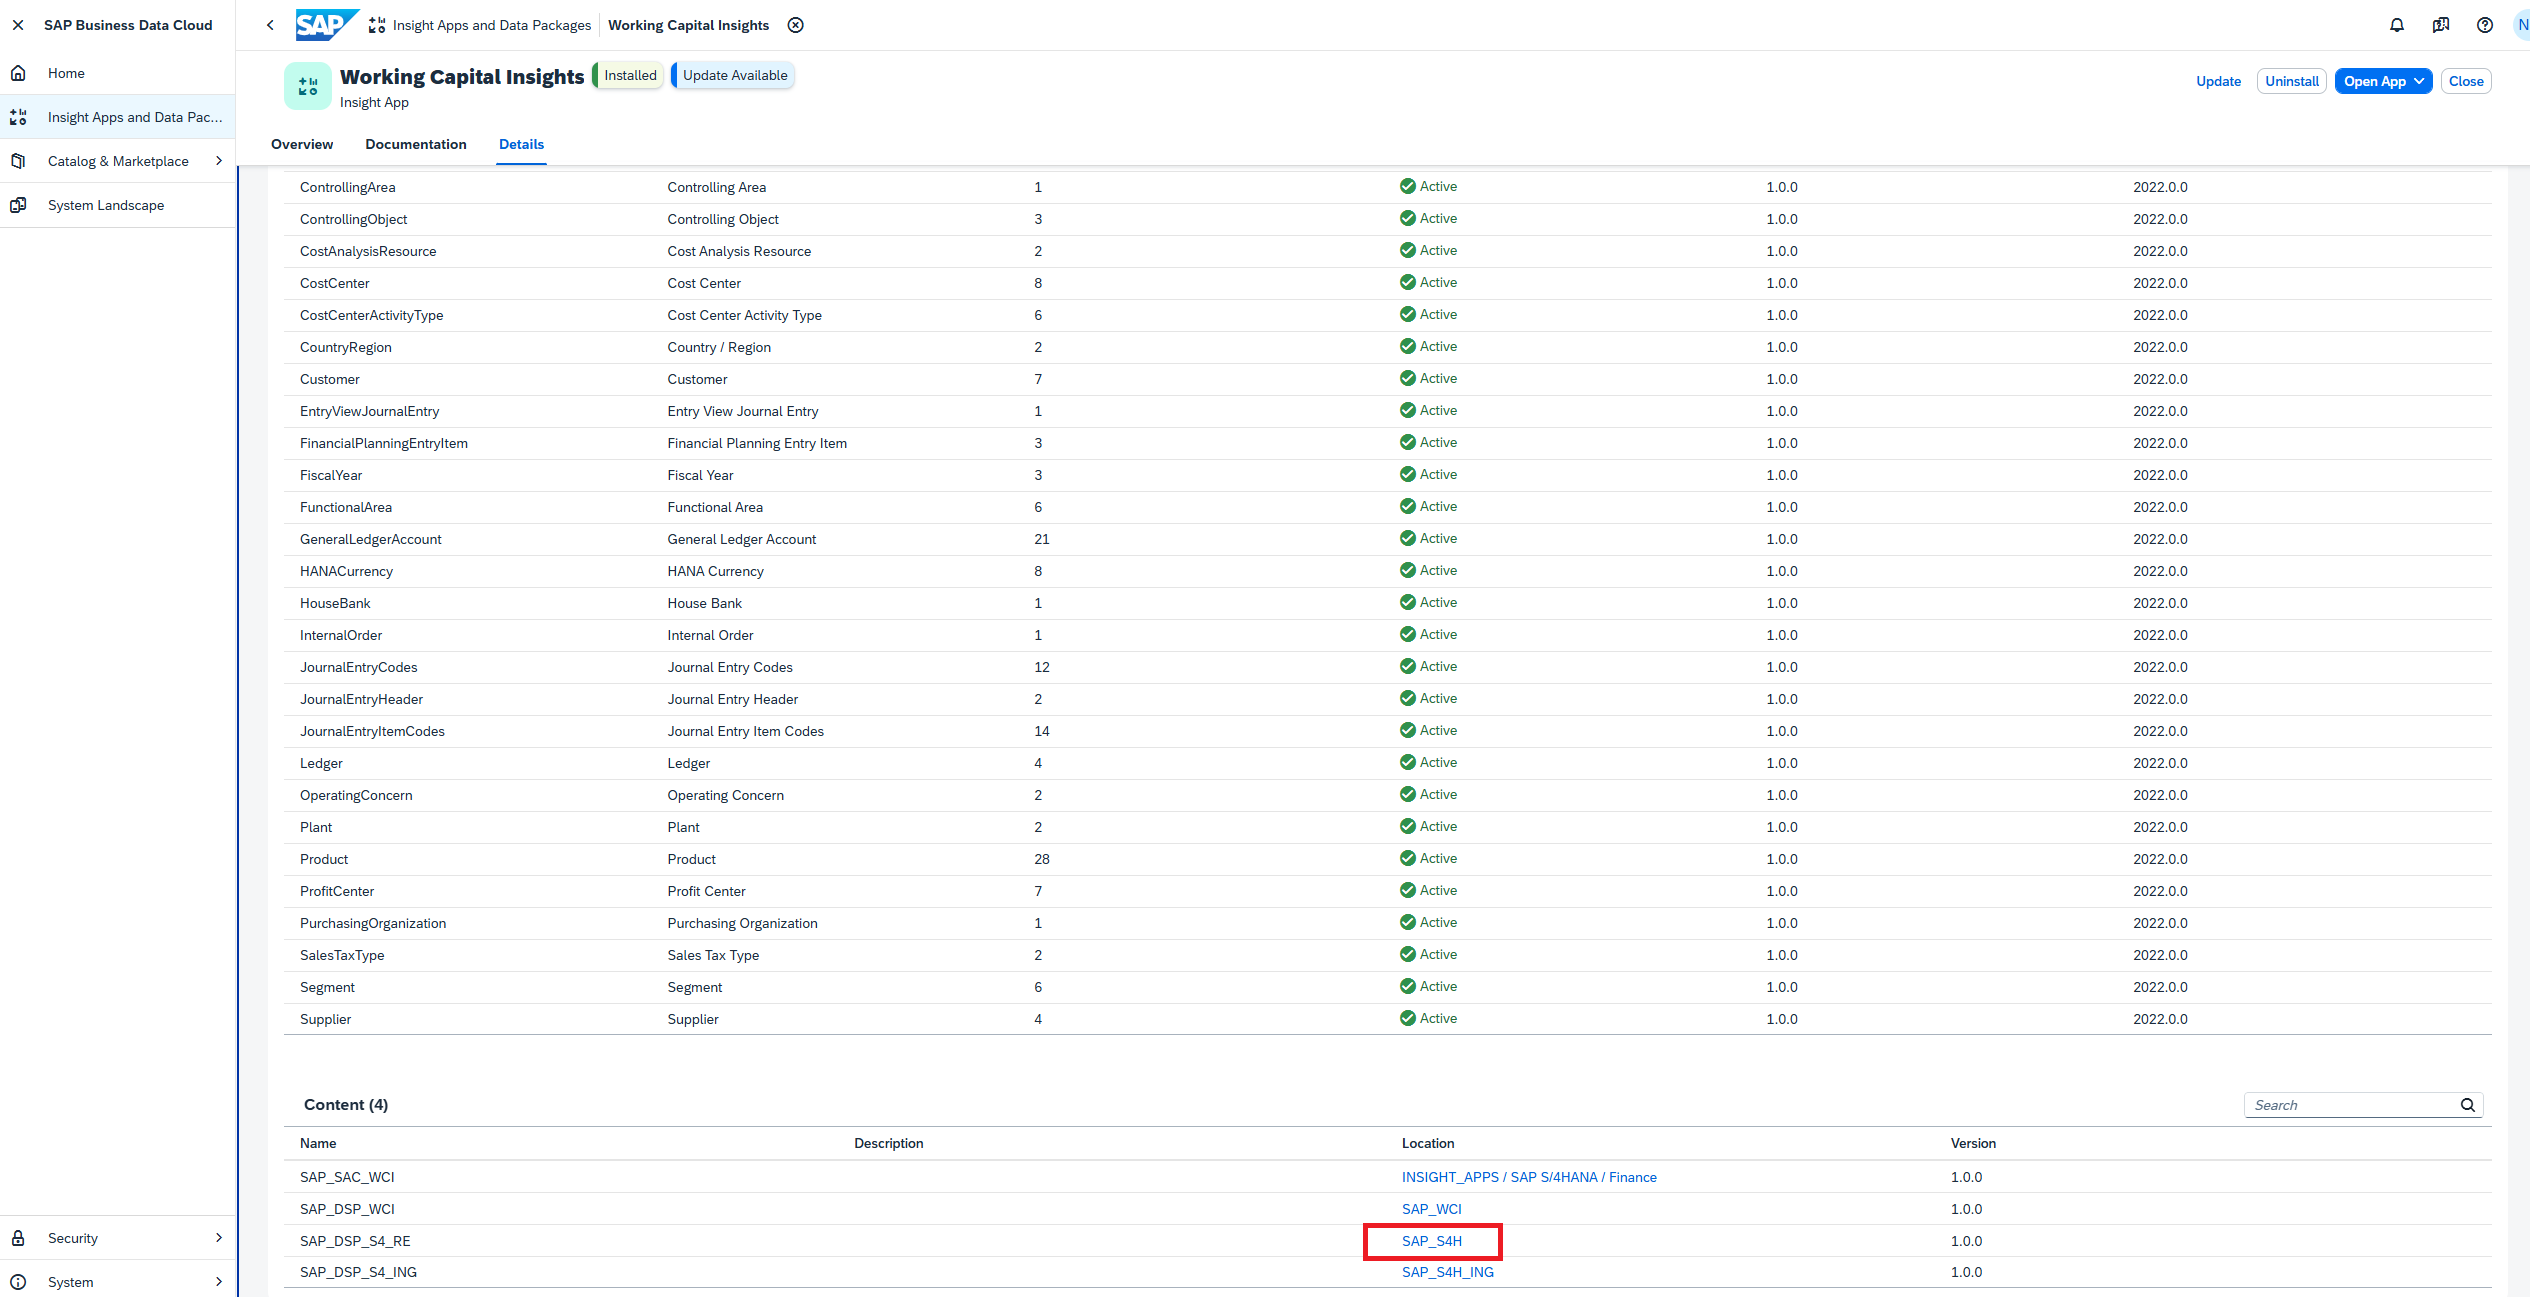 SAP Business Data Cloud
SAP Insight Apps and Data Packages Working Capital Insights
N
Home
Insight Apps and Data Pac...
Catalog & Marketplace
System Landscape
Working Capital Insights Installed Update Available
Insight App
Update Uninstall Open App Close
Overview Documentation Details
ControllingArea Controlling Area 1 Active 1.0.0 2022.0.0
ControllingObject Controlling Object 3 Active 1.0.0 2022.0.0
CostAnalysisResource Cost Analysis Resource 2 Active 1.0.0 2022.0.0
CostCenter Cost Center 8 Active 1.0.0 2022.0.0
CostCenterActivityType Cost Center Activity Type 6 Active 1.0.0 2022.0.0
CountryRegion Country / Region 2 Active 1.0.0 2022.0.0
Customer Customer 7 Active 1.0.0 2022.0.0
EntryViewJournalEntry Entry View Journal Entry 1 Active 1.0.0 2022.0.0
FinancialPlanningEntryItem Financial Planning Entry Item 3 Active 1.0.0 2022.0.0
FiscalYear Fiscal Year 3 Active 1.0.0 2022.0.0
FunctionalArea Functional Area 6 Active 1.0.0 2022.0.0
GeneralLedgerAccount General Ledger Account 21 Active 1.0.0 2022.0.0
HANACurrency HANA Currency 8 Active 1.0.0 2022.0.0
HouseBank House Bank 1 Active 1.0.0 2022.0.0
InternalOrder Internal Order 1 Active 1.0.0 2022.0.0
JournalEntryCodes Journal Entry Codes 12 Active 1.0.0 2022.0.0
JournalEntryHeader Journal Entry Header 2 Active 1.0.0 2022.0.0
JournalEntryItemCodes Journal Entry Item Codes 14 Active 1.0.0 2022.0.0
Ledger Ledger 4 Active 1.0.0 2022.0.0
OperatingConcern Operating Concern 2 Active 1.0.0 2022.0.0
Plant Plant 2 Active 1.0.0 2022.0.0
Product Product 28 Active 1.0.0 2022.0.0
ProfitCenter Profit Center 7 Active 1.0.0 2022.0.0
PurchasingOrganization Purchasing Organization 1 Active 1.0.0 2022.0.0
SalesTaxType Sales Tax Type 2 Active 1.0.0 2022.0.0
Segment Segment 6 Active 1.0.0 2022.0.0
Supplier Supplier 4 Active 1.0.0 2022.0.0
Content (4) Search
Name Description Location Version
SAP_SAC_WCI INSIGHT_APPS / SAP S/4HANA / Finance 1.0.0
SAP_DSP_WCI SAP_WCI 1.0.0
SAP_DSP_S4_RE SAP_S4H 1.0.0
SAP_DSP_S4_ING SAP_S4H_ING 1.0.0
Security
System